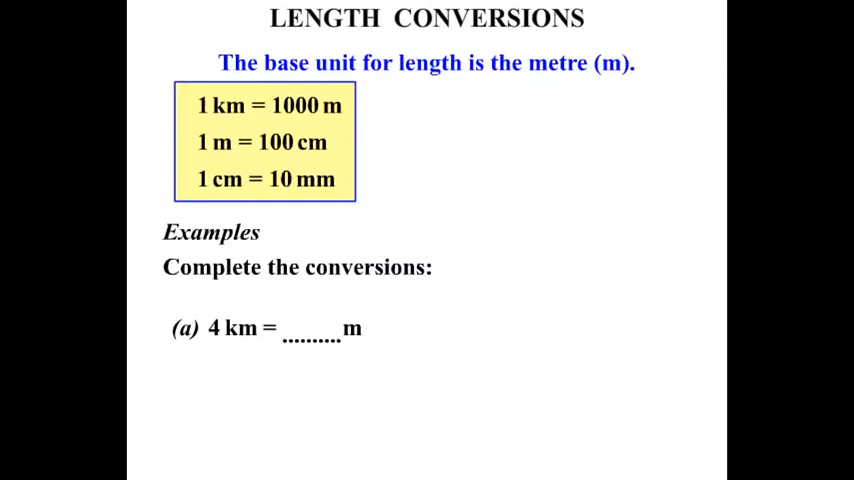 LENGTH CONVERSIONS
The base unit for length is the metre (m).
1 km = 1000 m
1 m = 100 cm
1 cm = 10 mm
Examples
Complete the conversions:
(a) 4 km = .......... m